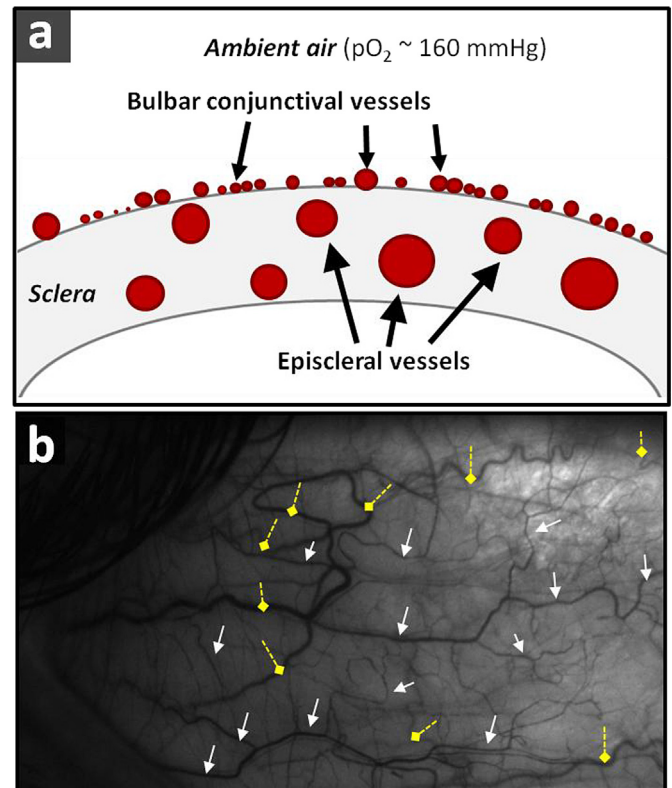 a
Ambient air (pO₂ ~ 160 mmHg)
Bulbar conjunctival vessels
Sclera
Episcleral vessels
b